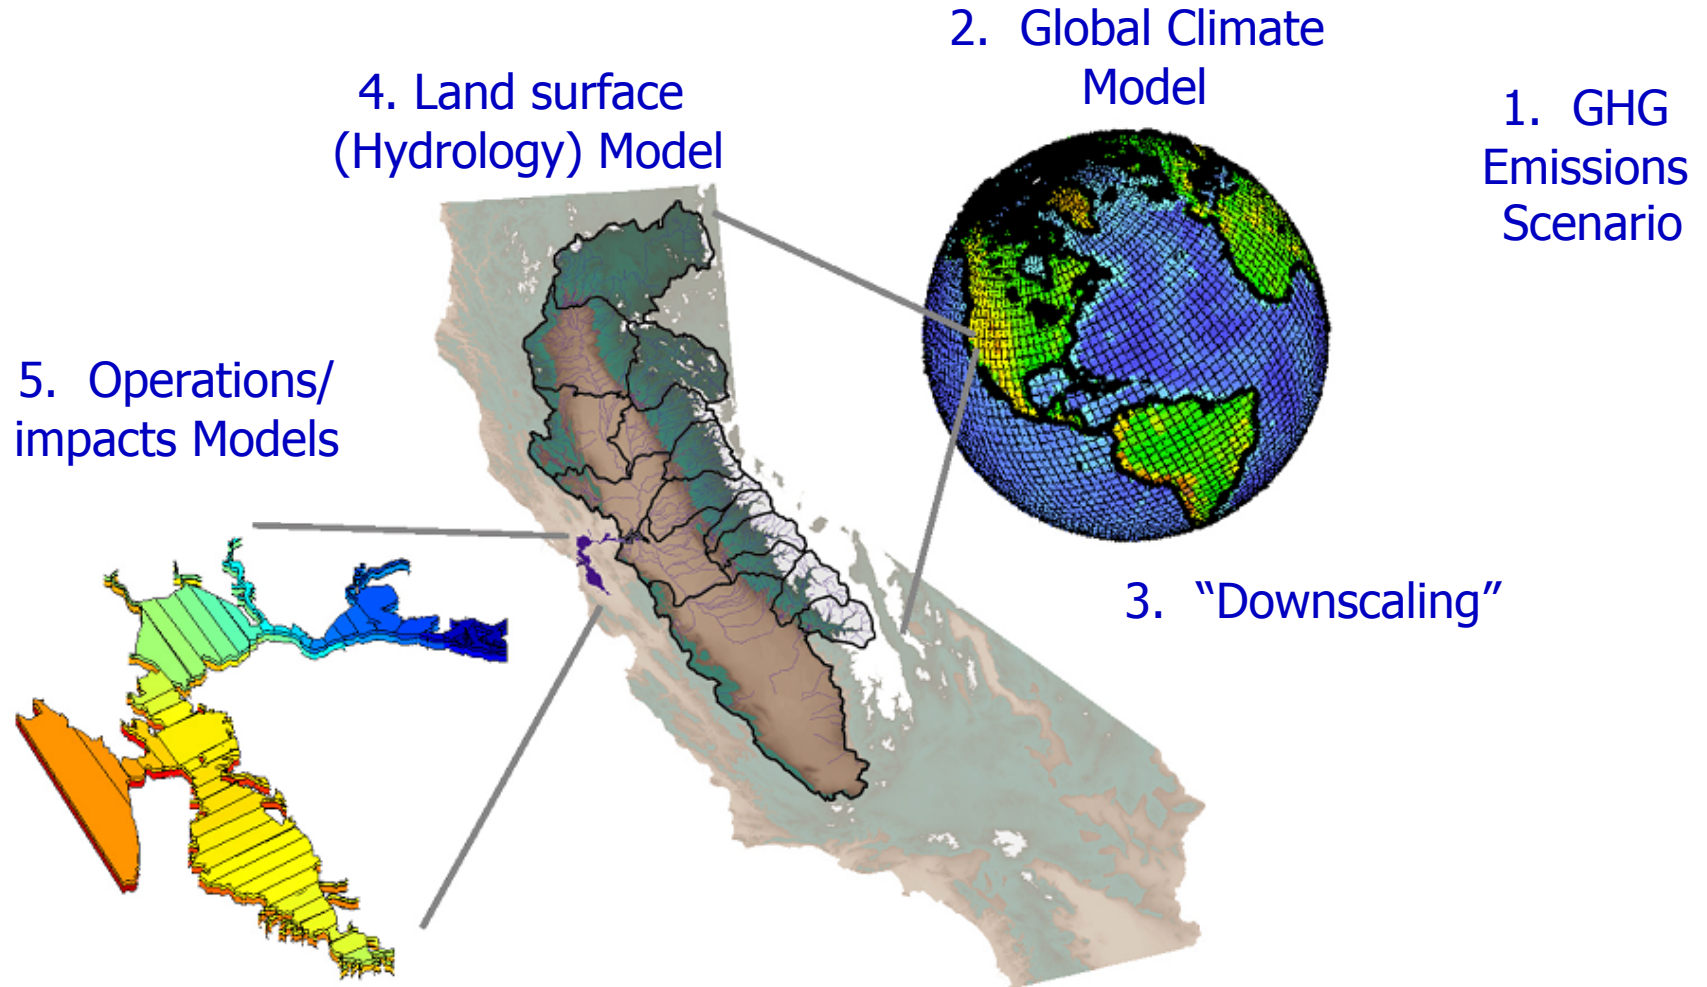 2. Global Climate
Model
1. GHG
Emissions
Scenario
4. Land surface
(Hydrology) Model
3. “Downscaling”
5. Operations/
impacts Models